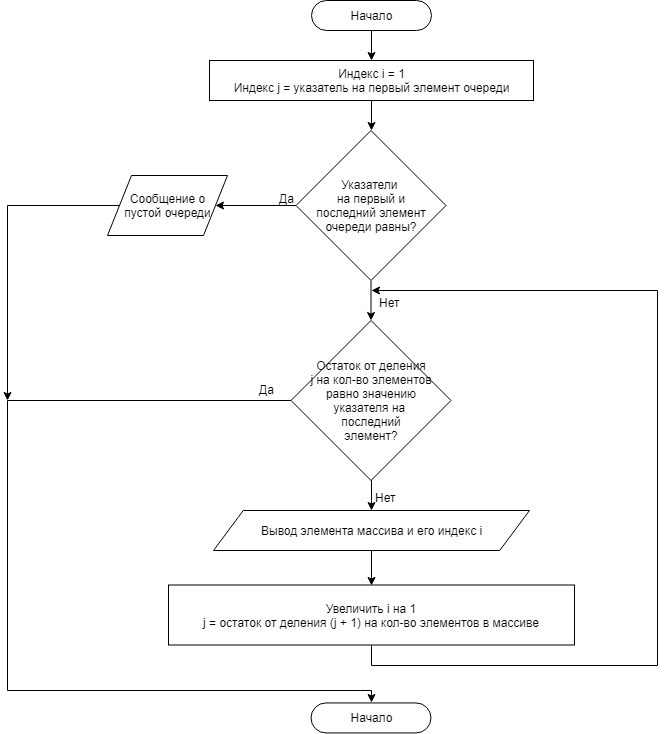 Начало
Индекс i = 1
Индекс j = указатель на первый элемент очереди
Указатели
на первый и
последний элемент
очереди равны?
Да
Сообщение о
пустой очереди
Нет
Остаток от деления
j на кол-во элементов
равно значению
указателя на
последний
элемент?
Да
Нет
Вывод элемента массива и его индекс i
Увеличить i на 1
j = остаток от деления (j + 1) на кол-во элементов в массиве
Начало